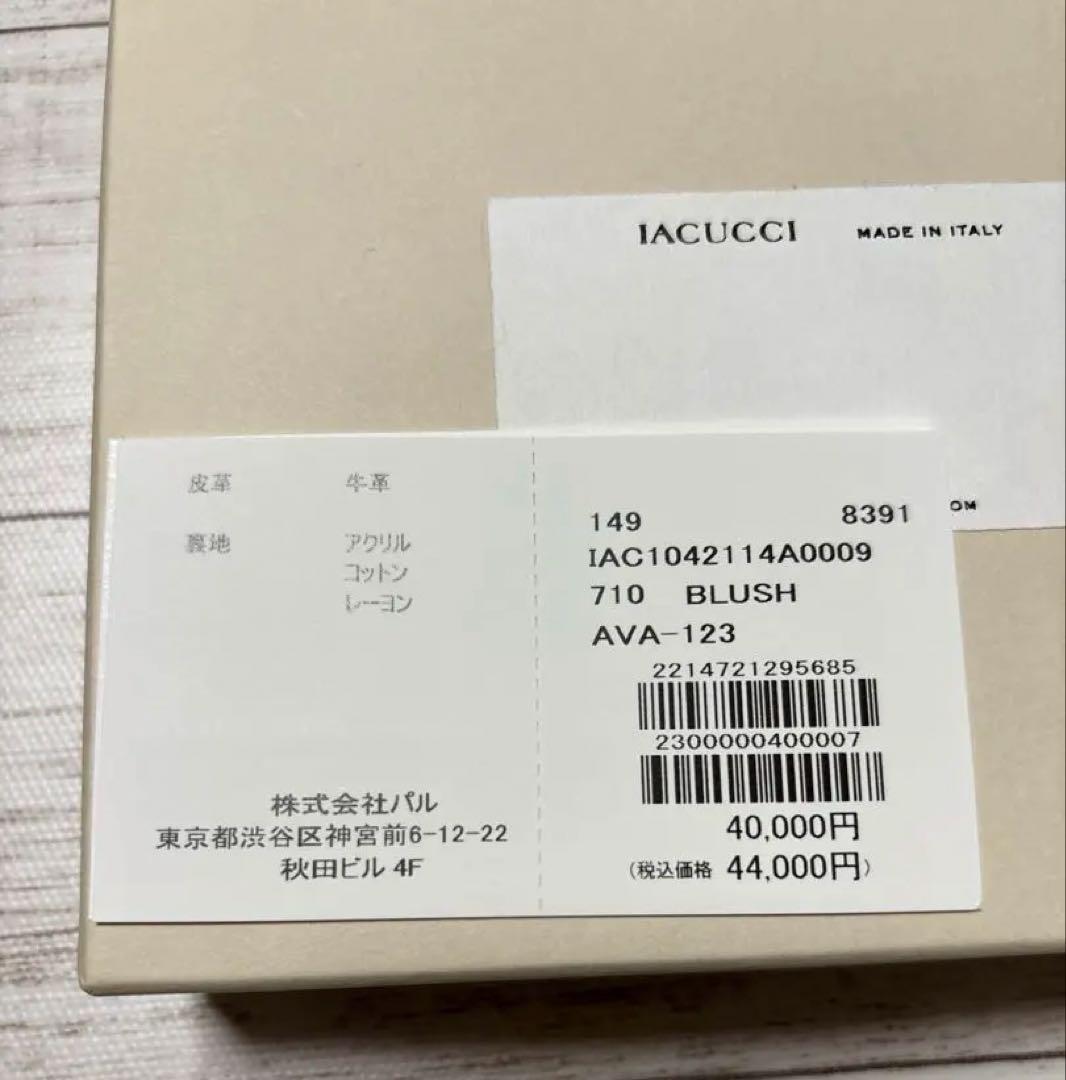 IACUCCI MADE IN ITALY
OM
皮革 牛革
裏地 アクリル
コットン
レーヨン
株式会社パル
東京都渋谷区神宮前6-12-22
秋田ビル 4F
149 8391
IAC1042114A0009
710 BLUSH
AVA-123
2214721295685
2300000400007
40,000円
(税込価格 44,000円)